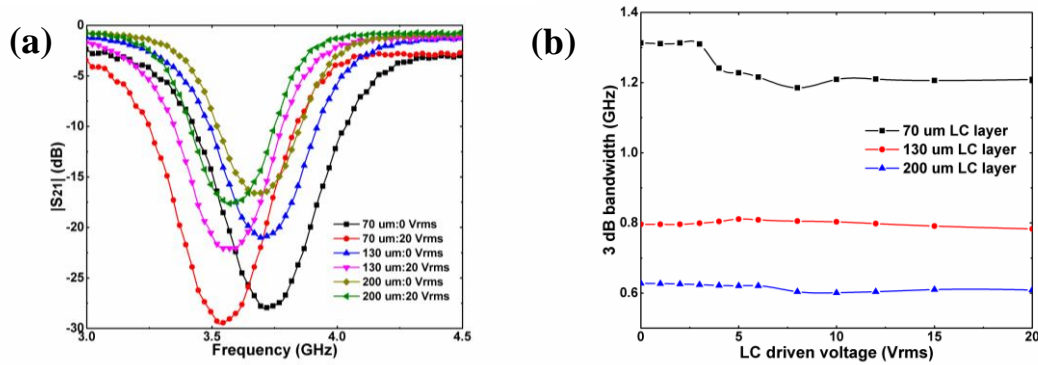 (a)
0
-5
-10
-15
-20
-25
-30
|S21| (dB)
3.0 3.5 4.0 4.5
Frequency (GHz)
70 um:0 Vrms
70 um:20 Vrms
130 um:0 Vrms
130 um:20 Vrms
200 um:0 Vrms
200 um:20 Vrms
(b)
1.4
1.2
1.0
0.8
0.6
3 dB bandwidth (GHz)
0 5 10 15 20
LC driven voltage (Vrms)
70 um LC layer
130 um LC layer
200 um LC layer